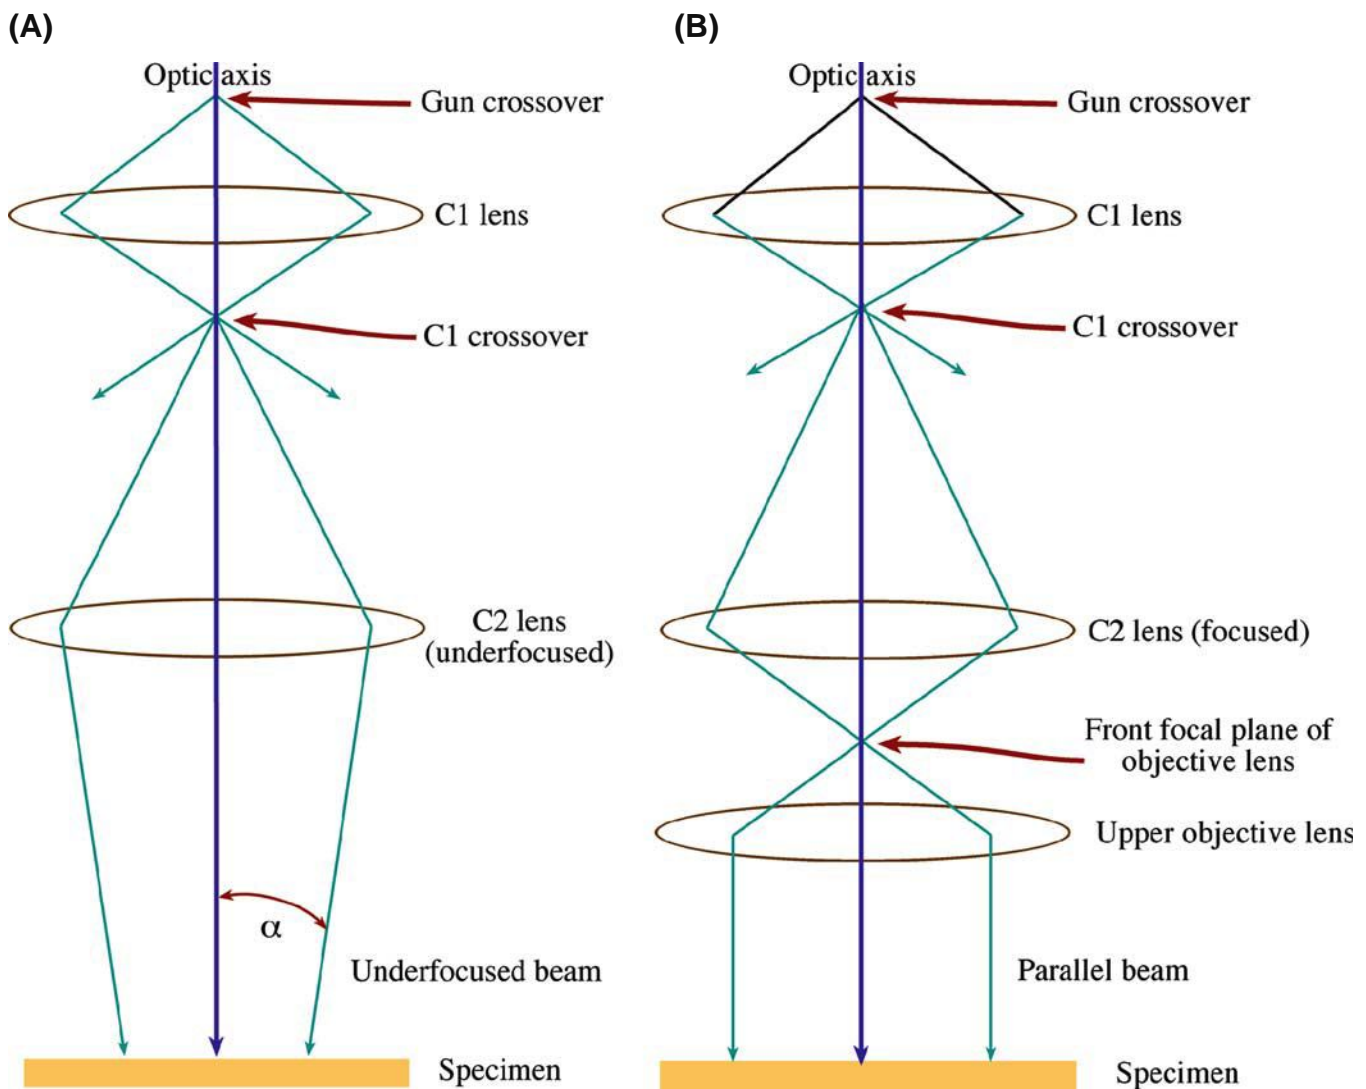 (A)
Optic axis
Gun crossover
C1 lens
C1 crossover
C2 lens
(underfocused)
α
Underfocused beam
Specimen
(B)
Optic axis
Gun crossover
C1 lens
C1 crossover
C2 lens (focused)
Front focal plane of
objective lens
Upper objective lens
Parallel beam
Specimen